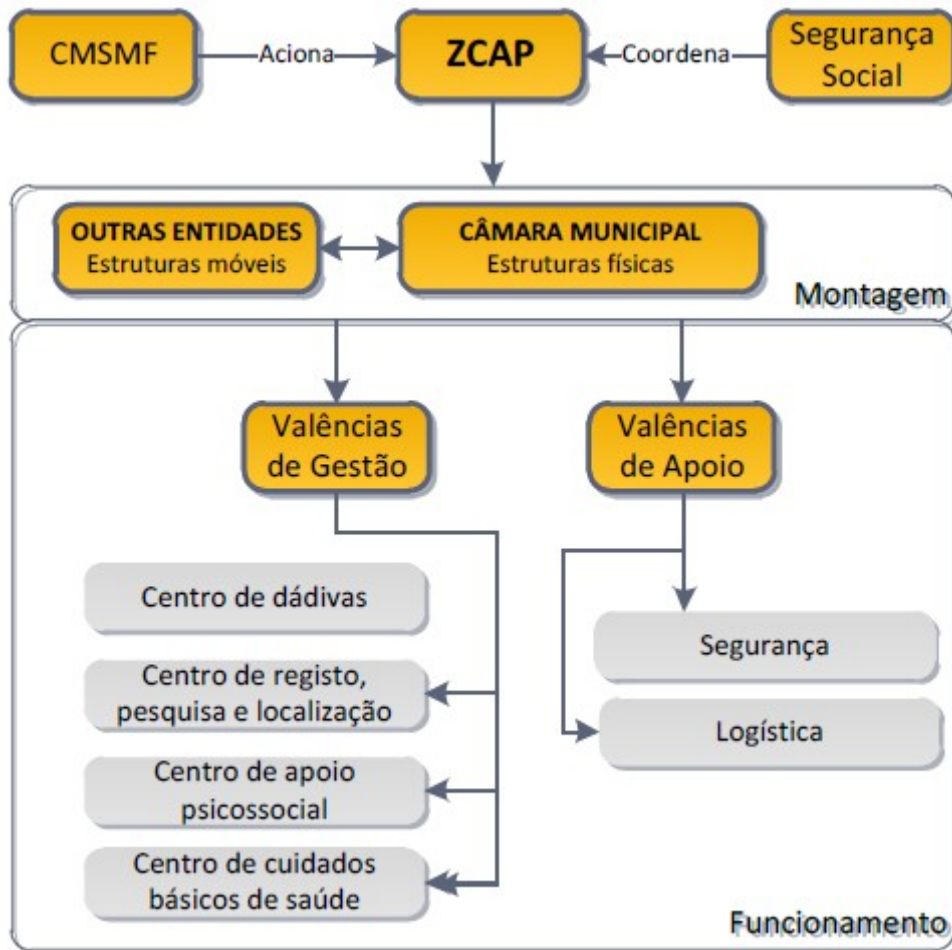 CMSMF
Aciona
ZCAP
Coordena
Segurança
Social
OUTRAS ENTIDADES
Estruturas móveis
CÂMARA MUNICIPAL
Estruturas físicas
Montagem
Valências
de Gestão
Valências
de Apoio
Centro de dádivas
Centro de registo,
pesquisa e localização
Centro de apoio
psicossocial
Centro de cuidados
básicos de saúde
Segurança
Logística
Funcionamento